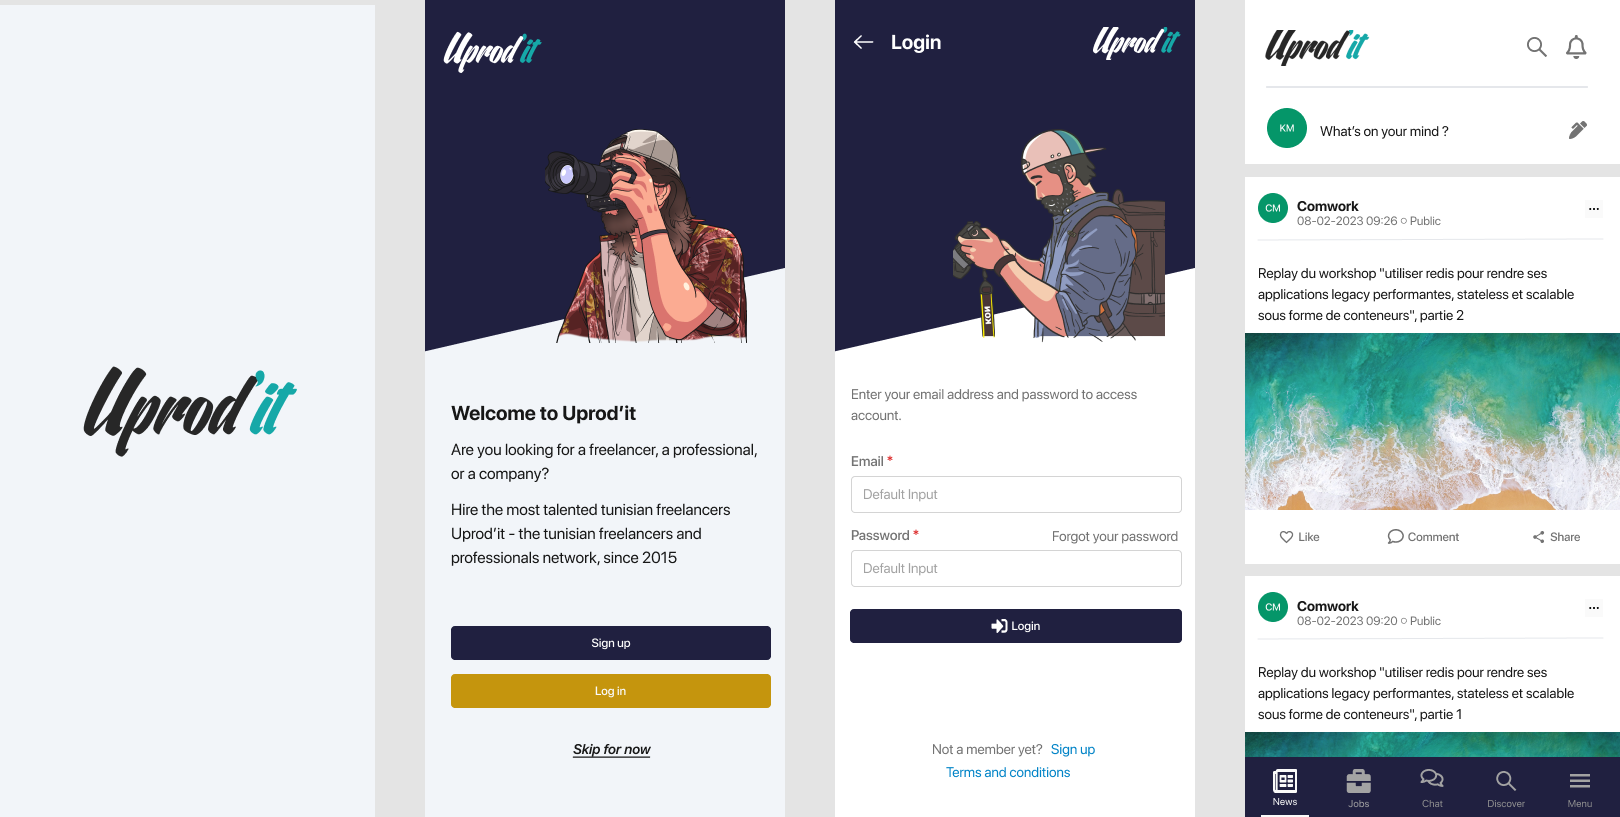 Uprod'it
Uprod'it
Welcome to Uprod'it
Are you looking for a freelancer, a professional,
or a company?
Hire the most talented tunisian freelancers
Uprod'it - the tunisian freelancers and
professionals network, since 2015
Sign up
Log in
Skip for now
Login
Uprod'it
KON
Enter your email address and password to access
account.
Email *
Default Input
Password *
Forgot your password
Default Input
Login
Not a member yet? Sign up
Terms and conditions
Uprod'it
KM
What's on your mind ?
CM
Comwork
...
08-02-2023 09:26 ○ Public
Replay du workshop "utiliser redis pour rendre ses
applications legacy performantes, stateless et scalable
sous forme de conteneurs", partie 2
Like
Comment
Share
CM
Comwork
...
08-02-2023 09:20 ○ Public
Replay du workshop "utiliser redis pour rendre ses
applications legacy performantes, stateless et scalable
sous forme de conteneurs", partie 1
News
Jobs
Chat
Discover
Menu